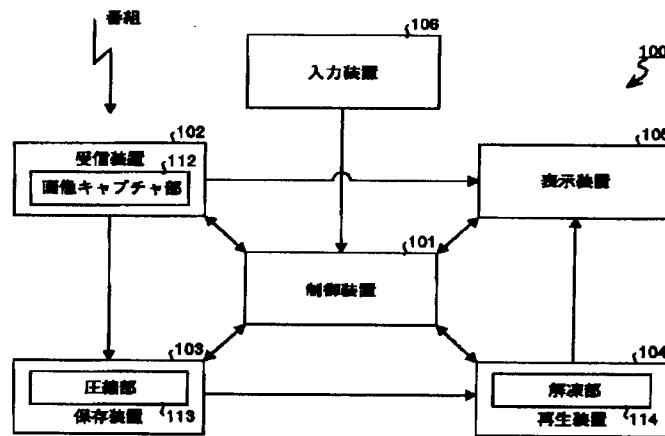 番組
106
入力装置
100
102
受信装置
112
画像キャプチャ部
105
表示装置
101
制御装置
103
圧縮部
保存装置
113
104
解凍部
再生装置
114